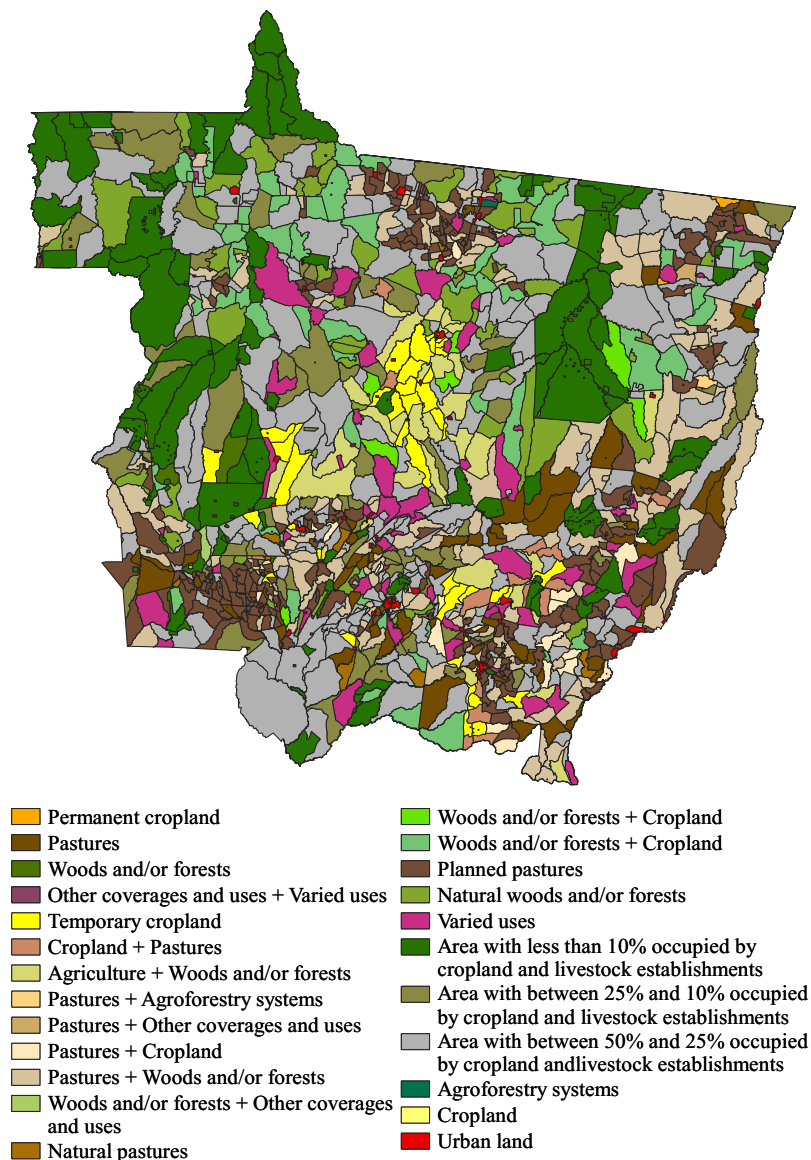 Permanent cropland
Pastures
Woods and/or forests
Other coverages and uses + Varied uses
Temporary cropland
Cropland + Pastures
Agriculture + Woods and/or forests
Pastures + Agroforestry systems
Pastures + Other coverages and uses
Pastures + Cropland
Pastures + Woods and/or forests
Woods and/or forests + Other coverages
and uses
Natural pastures
Woods and/or forests + Cropland
Woods and/or forests + Cropland
Planned pastures
Natural woods and/or forests
Varied uses
Area with less than 10% occupied by
cropland and livestock establishments
Area with between 25% and 10% occupied
by cropland and livestock establishments
Area with between 50% and 25% occupied
by cropland andlivestock establishments
Agroforestry systems
Cropland
Urban land